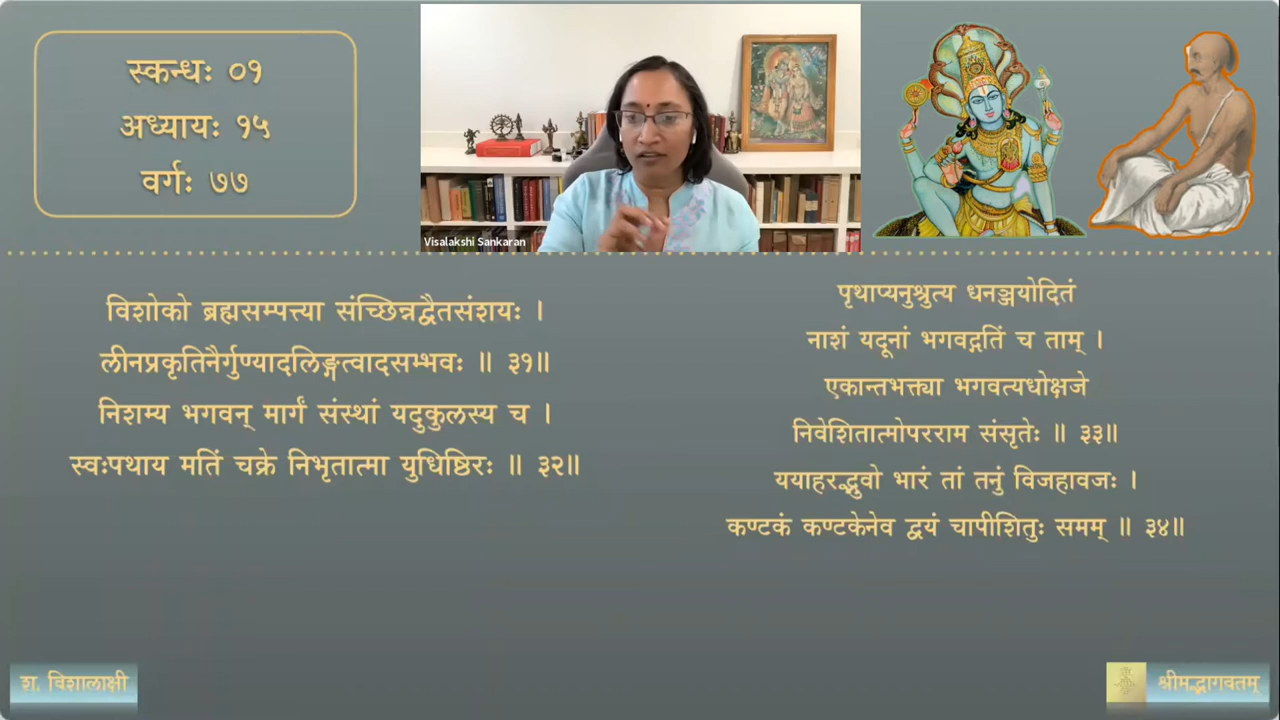 स्कन्धः ०१
अध्यायः १५
वर्गः ७७
Visalakshi Sankaran
विशोको ब्रह्मसम्पत्त्या संच्छिन्नद्वैतसंशयः ।
लीनप्रकृतिनैर्गुण्यादलिङ्गत्वादसम्भवः ॥ ३१॥
निशम्य भगवन् मार्गं संस्थां यदुकुलस्य च ।
स्वःपथाय मतिं चक्रे निभृतात्मा युधिष्ठिरः ॥ ३२॥
पृथाप्यनुश्रुत्य धनञ्जयोदितं
नाशं यदूनां भगवद्गतिं च ताम् ।
एकान्तभक्त्या भगवत्यधोक्षजे
निवेशितात्मोपरराम संसृतेः ॥ ३३॥
ययाहरद्भुवो भारं तां तनुं विजहावजः ।
कण्टकं कण्टकेनेव द्वयं चापीशितुः समम् ॥ ३४॥
श. विशालाक्षी
श्रीमद्भागवतम्